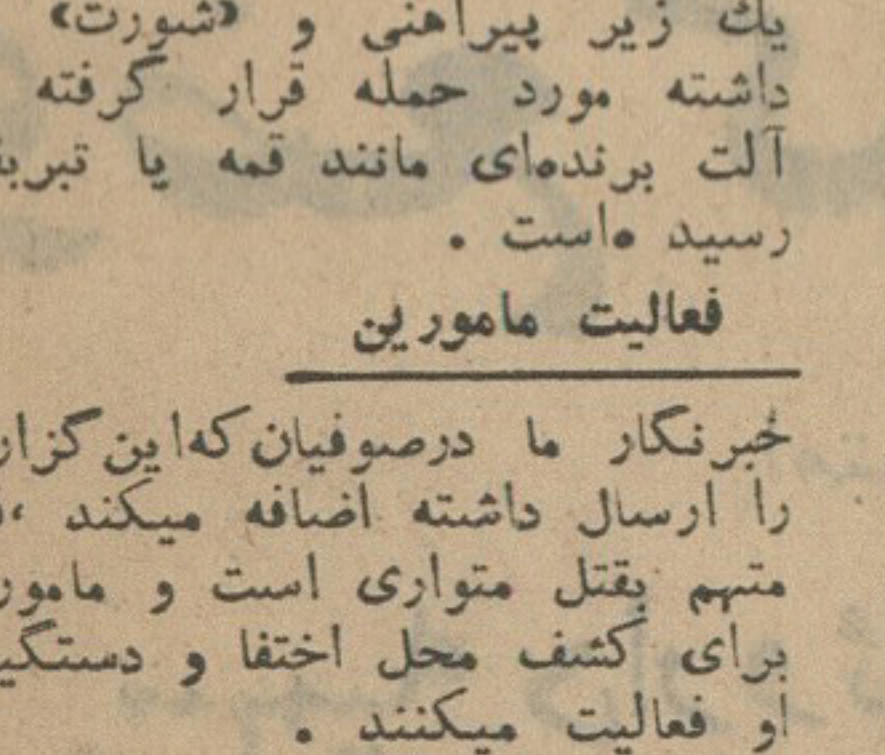 یك زیر پیراهنی و «شورت»
داشته مورد حمله قرار گرفته
آلت برنده‌ای مانند قمه یا
رسید ه‌است .
فعالیت مامورین
خبرنگار ما درصوفیان که‌این
را ارسال داشته اضافه میکند ،
متهم بقتل متواری است و
برای کشف محل اختفا و
او فعالیت میکنند .